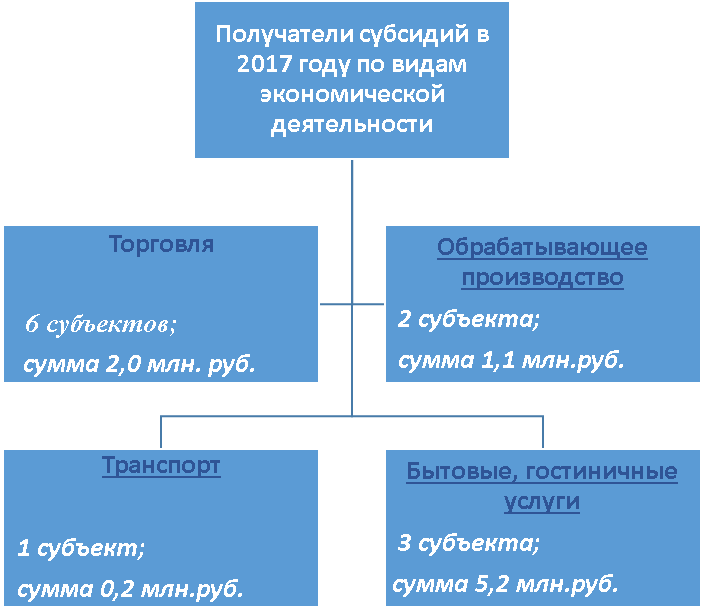 Получатели субсидий в
2017 году по видам
экономической
деятельности
Торговля
6 субъектов;
сумма 2,0 млн. руб.
Обрабатывающее
производство
2 субъекта;
сумма 1,1 млн.руб.
Транспорт
1 субъект;
сумма 0,2 млн.руб.
Бытовые, гостиничные
услуги
3 субъекта;
сумма 5,2 млн.руб.